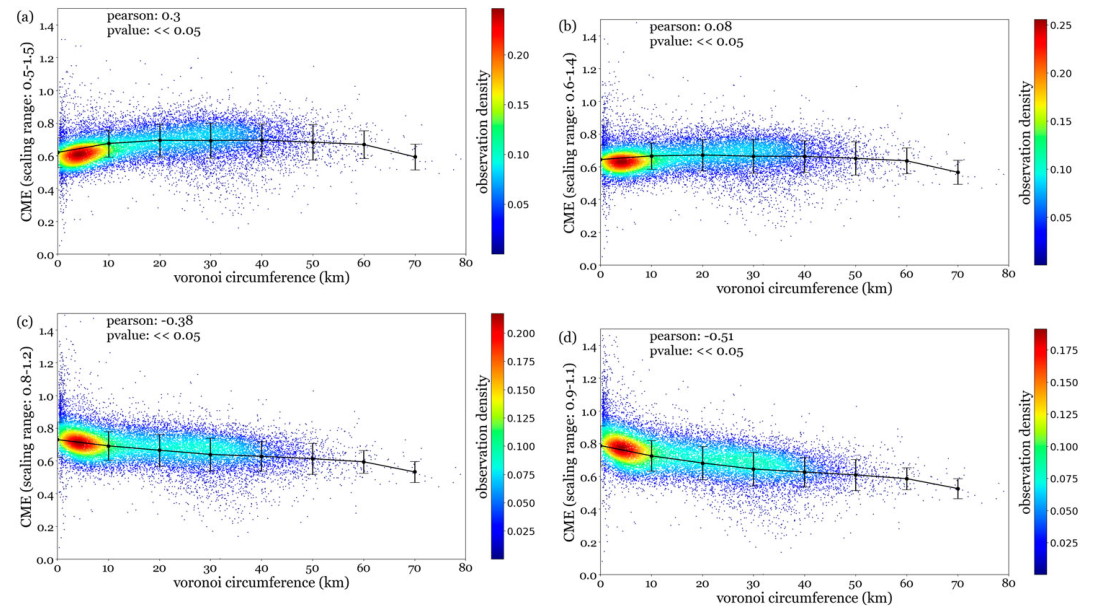 (a)
pearson: 0.3
pvalue: << 0.05
CME (scaling range: 0.5-1.5)
1.4
1.2
1.0
0.8
0.6
0.4
0.2
0.0
0 10 20 30 40 50 60 70 80
voronoi circumference (km)
observation density
0.20
0.15
0.10
0.05
(b)
pearson: 0.08
pvalue: << 0.05
CME (scaling range: 0.6-1.4)
1.4
1.2
1.0
0.8
0.6
0.4
0.2
0.0
0 10 20 30 40 50 60 70 80
voronoi circumference (km)
observation density
0.25
0.20
0.15
0.10
0.05
(c)
pearson: -0.38
pvalue: << 0.05
CME (scaling range: 0.8-1.2)
1.4
1.2
1.0
0.8
0.6
0.4
0.2
0.0
0 10 20 30 40 50 60 70 80
voronoi circumference (km)
observation density
0.200
0.175
0.150
0.125
0.100
0.075
0.050
0.025
(d)
pearson: -0.51
pvalue: << 0.05
CME (scaling range: 0.9-1.1)
1.4
1.2
1.0
0.8
0.6
0.4
0.2
0.0
0 10 20 30 40 50 60 70 80
voronoi circumference (km)
observation density
0.175
0.150
0.125
0.100
0.075
0.050
0.025